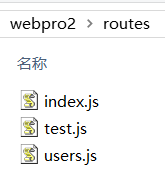 webpro2 > routes
名称
index.js
test.js
users.js